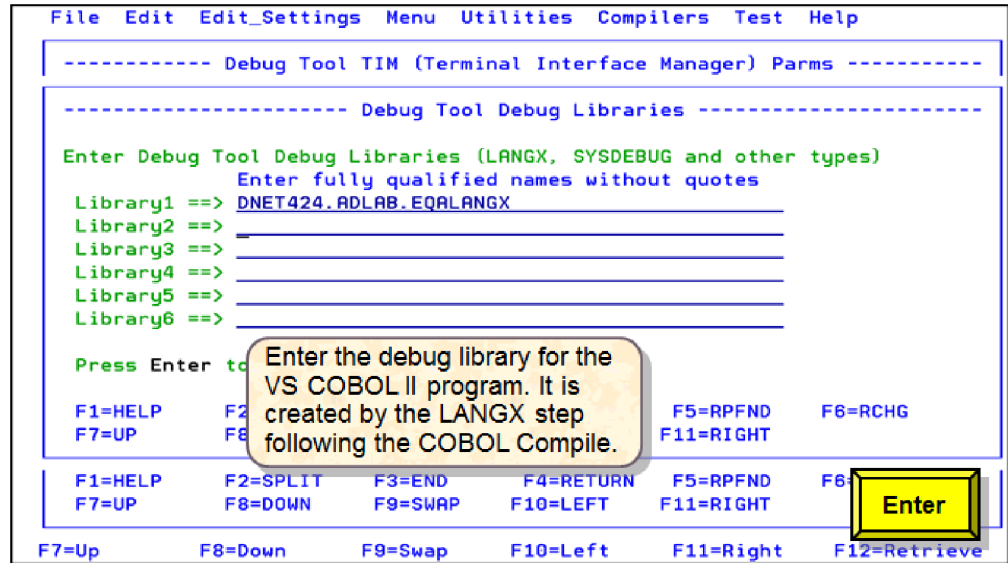 File Edit Edit_Settings Menu Utilities Compilers Test Help
------------ Debug Tool TIM (Terminal Interface Manager) Parms -----------
----------------------- Debug Tool Debug Libraries -----------------------
Enter Debug Tool Debug Libraries (LANGX, SYSDEBUG and other types)
Enter fully qualified names without quotes
Library1 ==> DNET424.ADLAB.EQALANGX
Library2 ==>
Library3 ==>
Library4 ==>
Library5 ==>
Library6 ==>
Press Enter
Enter the debug library for the
VS COBOL II program. It is
created by the LANGX step
following the COBOL Compile.
F1=HELP F5=RPFND F6=RCHG
F7=UP F11=RIGHT
F1=HELP F2=SPLIT F3=END F4=RETURN F5=RPFND
F7=UP F8=DOWN F9=SWAP F10=LEFT F11=RIGHT
Enter
F7=Up F8=Down F9=Swap F10=Left F11=Right F12=Retrieve